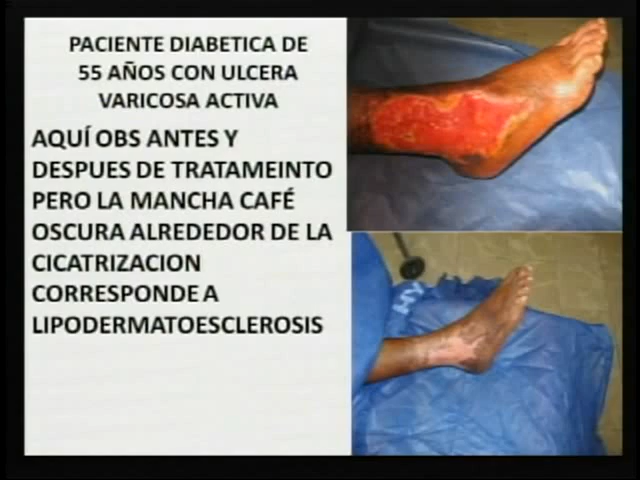 PACIENTE DIABETICA DE
55 AÑOS CON ULCERA
VARICOSA ACTIVA
AQUÍ OBS ANTES Y
DESPUES DE TRATAMEINTO
PERO LA MANCHA CAFÉ
OSCURA ALREDEDOR DE LA
CICATRIZACION
CORRESPONDE A
LIPODERMATOESCLEROSIS